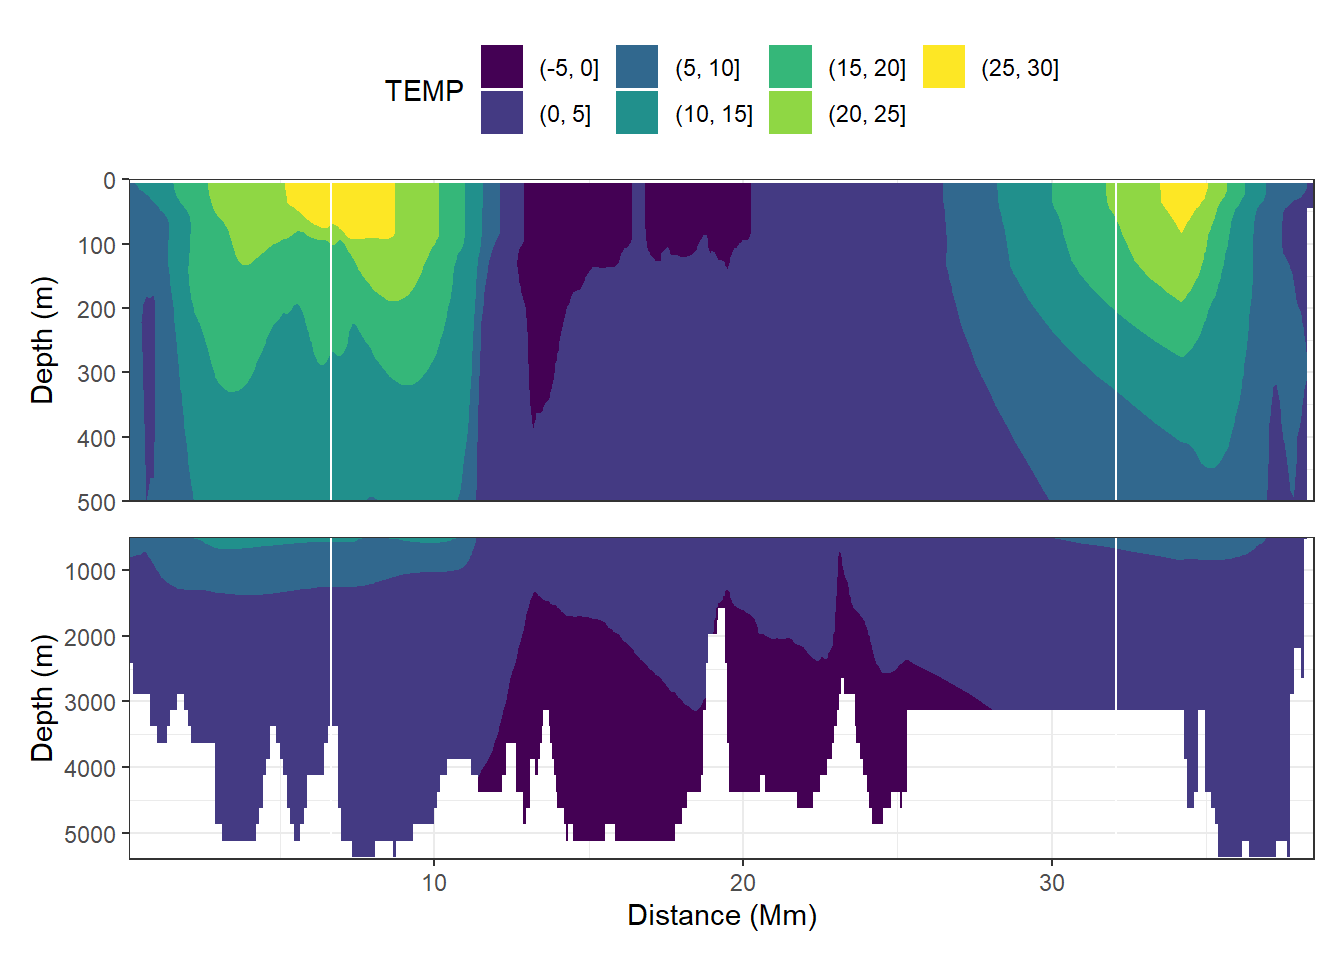 TEMP
(-5, 0] (5, 10] (15, 20] (25, 30]
(0, 5] (10, 15] (20, 25]
Depth (m)
0
100
200
300
400
500
Depth (m)
1000
2000
3000
4000
5000
10 20 30
Distance (Mm)